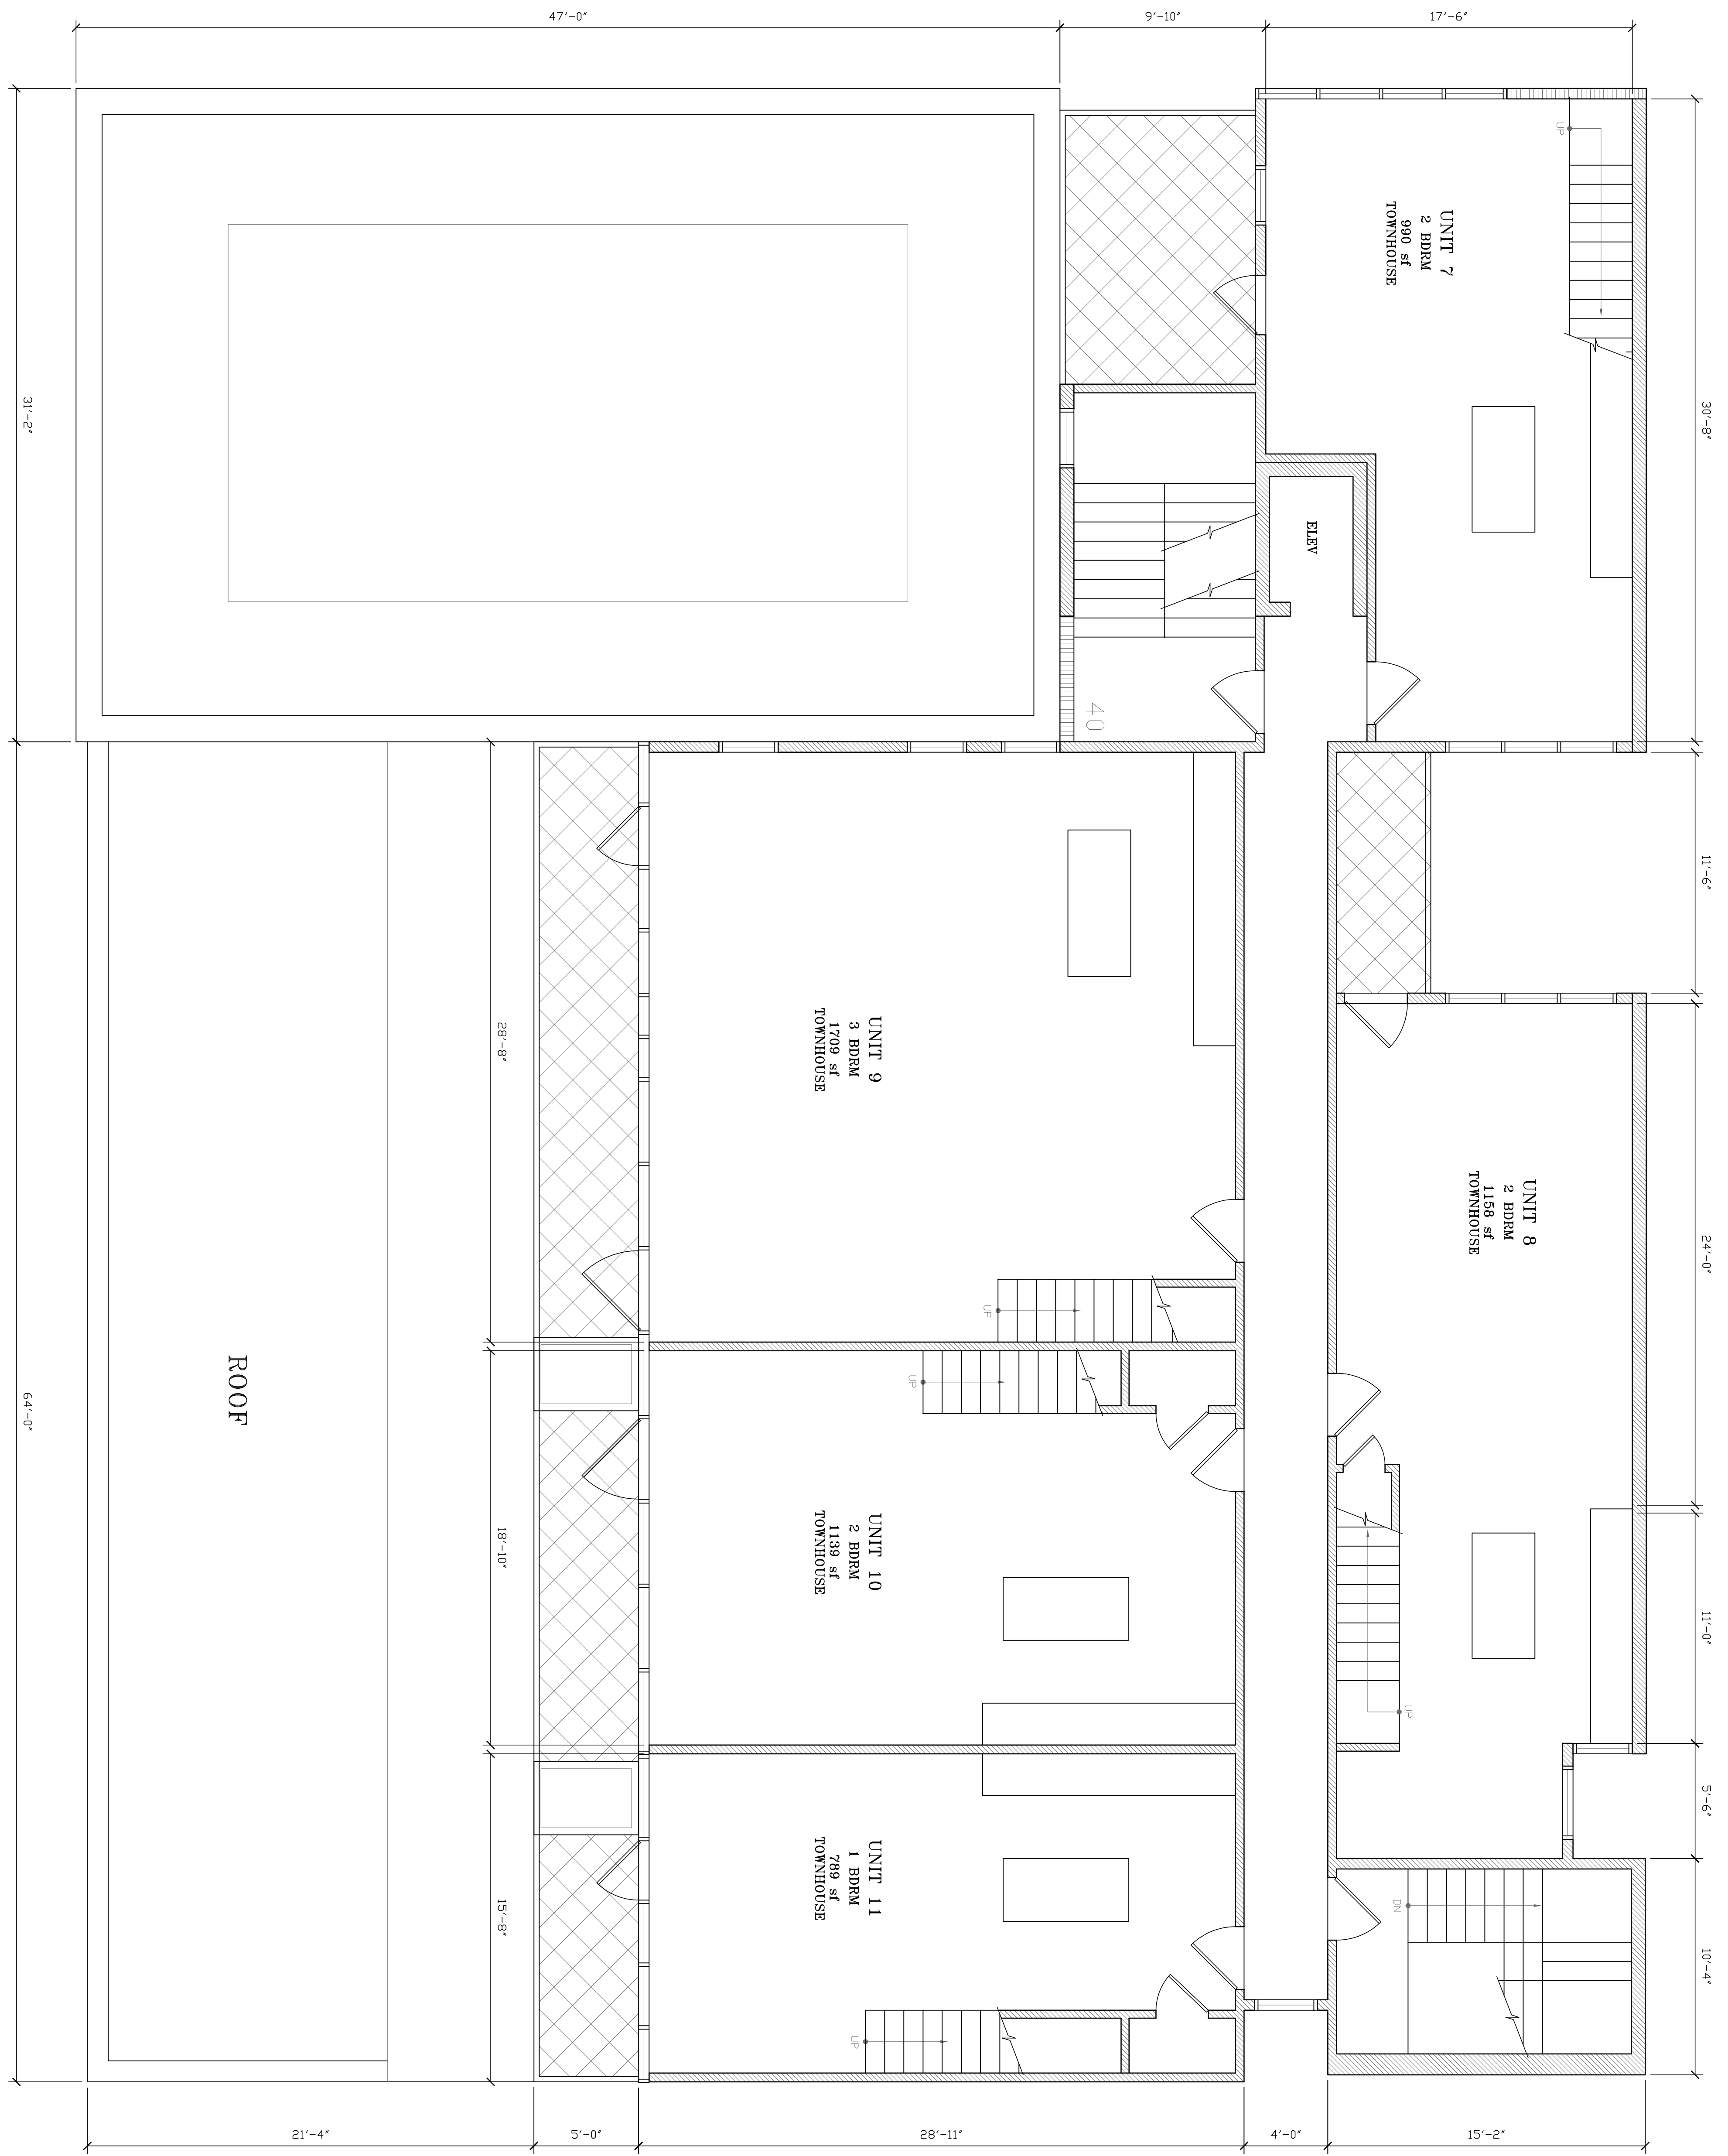 47'-0"
9'-10"
17'-6"
31'-2"
30'-8"
UP
UNIT 7
2 BDRM
990 sf
TOWNHOUSE
ELEV
40
11'-6"
28'-8"
UNIT 9
3 BDRM
1709 sf
TOWNHOUSE
UNIT 8
2 BDRM
1158 sf
TOWNHOUSE
24'-0"
UP
UP
ROOF
64'-0"
18'-10"
UNIT 10
2 BDRM
1139 sf
TOWNHOUSE
11'-0"
UP
5'-6"
15'-8"
UNIT 11
1 BDRM
789 sf
TOWNHOUSE
DN
10'-4"
UP
21'-4"
5'-0"
28'-11"
4'-0"
15'-2"